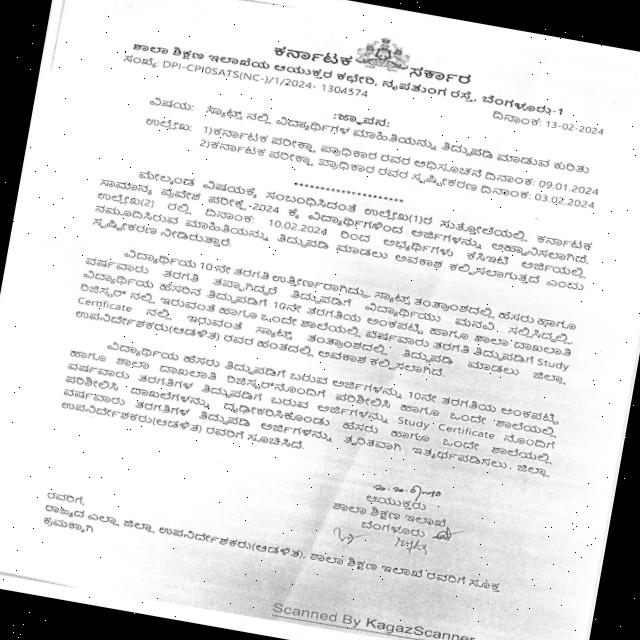 ಕರ್ನಾಟಕ ಸರ್ಕಾರ
ಶಾಲಾ ಶಿಕ್ಷಣ ಇಲಾಖೆಯ ಆಯುಕ್ತರ ಕಛೇರಿ, ನೃಪತುಂಗ ರಸ್ತೆ, ಬೆಂಗಳೂರು-1
ಸಂಖ್ಯೆ: DPI-CPI0SATS(NC-)/1/2024- 1304574
ದಿನಾಂಕ: 13-02-2024
:ಜ್ಞಾಪನ:
ವಿಷಯ: ಸ್ಯಾಟ್ಸ್ ನಲ್ಲಿ ವಿದ್ಯಾರ್ಥಿಗಳ ಮಾಹಿತಿಯನ್ನು ತಿದ್ದುಪಡಿ ಮಾಡುವ ಕುರಿತು
ಉಲ್ಲೇಖ: 1)ಕರ್ನಾಟಕ ಪರೀಕ್ಷಾ ಪ್ರಾಧಿಕಾರ ರವರ ಅಧಿಸೂಚನೆ ದಿನಾಂಕ: 09.01.2024
2)ಕರ್ನಾಟಕ ಪರೀಕ್ಷಾ ಪ್ರಾಧಿಕಾರ ರವರ ಸ್ಪಷ್ಟೀಕರಣ ದಿನಾಂಕ: 03.02.2024
********************
ಮೇಲ್ಕಂಡ ವಿಷಯಕ್ಕೆ ಸಂಬಂಧಿಸಿದಂತೆ ಉಲ್ಲೇಖ(1)ರ ಸುತ್ತೋಲೆಯಲ್ಲಿ ಕರ್ನಾಟಕ
ಸಾಮಾನ್ಯ ಪ್ರವೇಶ ಪರೀಕ್ಷೆ-2024 ಕ್ಕೆ ವಿದ್ಯಾರ್ಥಿಗಳಿಂದ ಅರ್ಜಿಗಳನ್ನು ಆಹ್ವಾನಿಸಲಾಗಿದೆ.
ಉಲ್ಲೇಖ(2) ರಲ್ಲಿ ದಿನಾಂಕ: 10.02.2024 ರಿಂದ ಅಭ್ಯರ್ಥಿಗಳು ಕೆಸಿಇಟಿ ಅರ್ಜಿಯಲ್ಲಿ
ನಮೂದಿಸಿರುವ ಮಾಹಿತಿಯನ್ನು ತಿದ್ದುಪಡಿ ಮಾಡಲು ಅವಕಾಶ ಕಲ್ಪಿಸಲಾಗುತ್ತದೆ ಎಂಬು
ಸ್ಪಷ್ಟೀಕರಣ ನೀಡಿರುತ್ತಾರೆ.
ವಿದ್ಯಾರ್ಥಿಯ 10ನೇ ತರಗತಿ ಉತ್ತೀರ್ಣರಾಗಿದ್ದು, ಸ್ಯಾಟ್ಸ್ ತಂತ್ರಾಂಶದಲ್ಲಿ ಹೆಸರು ಹಾಗೂ
ವರ್ಷವಾರು ತರಗತಿ ತಪ್ಪಾಗಿದ್ದರೆ ತಿದ್ದುಪಡಿಗೆ ವಿದ್ಯಾರ್ಥಿಯು ಮನವಿ ಸಲ್ಲಿಸಿದ್ದಲ್ಲಿ,
ವಿದ್ಯಾರ್ಥಿಯ ಹೆಸರಿನ ತಿದ್ದುಪಡಿಗೆ 10ನೇ ತರಗತಿಯ ಅಂಕಪಟ್ಟಿ ಹಾಗೂ ಶಾಲಾ ದಾಖಲಾತಿ
ರಿಜಿಸ್ಟರ್ ನಲ್ಲಿ ಇರುವಂತೆ ಹಾಗೂ ಒಂದೇ ಶಾಲೆಯಲ್ಲಿ ವರ್ಷವಾರು ತರಗತಿ ತಿದ್ದುಪಡಿಗೆ Study
Certificate ನಲ್ಲಿ ಇರುವಂತೆ ಸ್ಯಾಟ್ಸ್ ತಂತ್ರಾಂಶದಲ್ಲಿ ತಿದ್ದುಪಡಿ ಮಾಡಲು ಜಿಲ್ಲಾ
ಉಪನಿರ್ದೇಶಕರು(ಆಡಳಿತ) ರವರ ಹಂತದಲ್ಲಿ ಅವಕಾಶ ಕಲ್ಪಿಸಲಾಗಿದೆ.
ವಿದ್ಯಾರ್ಥಿಯ ಹೆಸರು ತಿದ್ದುಪಡಿಗೆ ಬರುವ ಅರ್ಜಿಗಳನ್ನು 10ನೇ ತರಗತಿಯ ಅಂಕಪಟ್ಟಿ
ಹಾಗೂ ಶಾಲಾ ದಾಖಲಾತಿ ರಿಜಿಸ್ಟರ್‌ನೊಂದಿಗೆ ಪರಿಶೀಲಿಸಿ ಹಾಗೂ ಒಂದೇ ಶಾಲೆಯಲ್ಲಿ
ವರ್ಷವಾರು ತರಗತಿಗಳ ತಿದ್ದುಪಡಿಗೆ ಬರುವ ಅರ್ಜಿಗಳನ್ನು Study Certificate ನೊಂದಿಗೆ
ಪರಿಶೀಲಿಸಿ ದಾಖಲೆಗಳನ್ನು ದೃಢೀಕರಿಸಿಕೊಂಡು ಹೆಸರು ಹಾಗೂ ಒಂದೇ ಶಾಲೆಯಲ್ಲಿ
ವರ್ಷವಾರು ತರಗತಿಗಳ ತಿದ್ದುಪಡಿ ಅರ್ಜಿಗಳನ್ನು ತ್ವರಿತವಾಗಿ ಇತ್ಯರ್ಥಪಡಿಸಲು ಜಿಲ್ಲಾ
ಉಪನಿರ್ದೇಶಕರು(ಆಡಳಿತ) ರವರಿಗೆ ಸೂಚಿಸಿದೆ.
ಆಯುಕ್ತರು
ಶಾಲಾ ಶಿಕ್ಷಣ ಇಲಾಖೆ,
ಬೆಂಗಳೂರು
ರವರಿಗೆ,
ರಾಜ್ಯದ ಎಲ್ಲಾ ಜಿಲ್ಲಾ ಉಪನಿರ್ದೇಶಕರು(ಆಡಳಿತ), ಶಾಲಾ ಶಿಕ್ಷಣ ಇಲಾಖೆ ರವರಿಗೆ ಸೂಕ್ತ
ಕ್ರಮಕ್ಕಾಗಿ
Scanned By KagazScanner